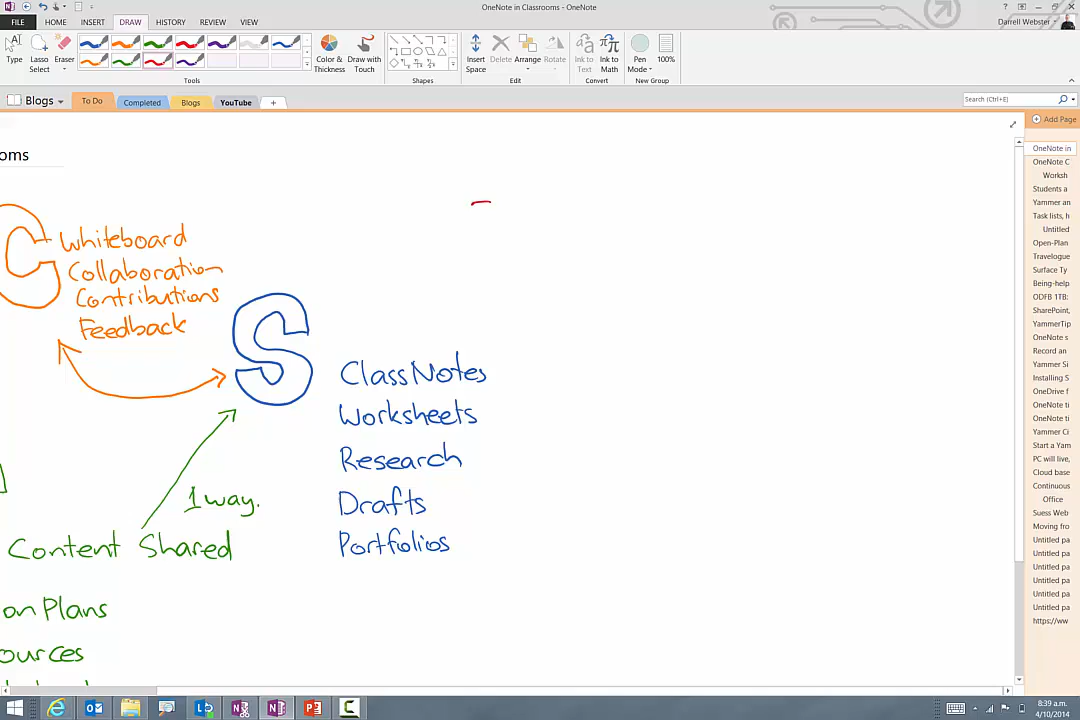 OneNote in Classrooms - OneNote
FILE HOME INSERT DRAW HISTORY REVIEW VIEW
Darrell Webster
Type
Lasso Select
Eraser
Color & Thickness
Draw with Touch
Insert Space
Delete
Arrange
Rotate
Ink to Text
Ink to Math
Pen Mode
100%
Tools
Shapes
Edit
Convert
New Group
Blogs
To Do
Completed
Blogs
YouTube
Search (Ctrl+E)
oms
C
Whiteboard
Collaboration
Contributions
Feedback
S
ClassNotes
Worksheets
Research
Drafts
Portfolios
1 way.
Content Shared
on Plans
ources
Add Page
OneNote in
OneNote C
Worksh
Students a
Yammer an
Task lists, h
Untitled
Open-Plan
Travelogue
Surface Ty
Being-help
ODFB 1TB:
SharePoint,
YammerTip
OneNote s
Record an
Yammer Si
Installing S
OneDrive f
OneNote ti
OneNote ti
Yammer Ci
Start a Yam
PC will live,
Cloud base
Continuous
Office
Suess Web
Moving fro
Untitled pa
Untitled pa
Untitled pa
Untitled pa
Untitled pa
Untitled pa
https://ww
8:39 a.m.
4/10/2014